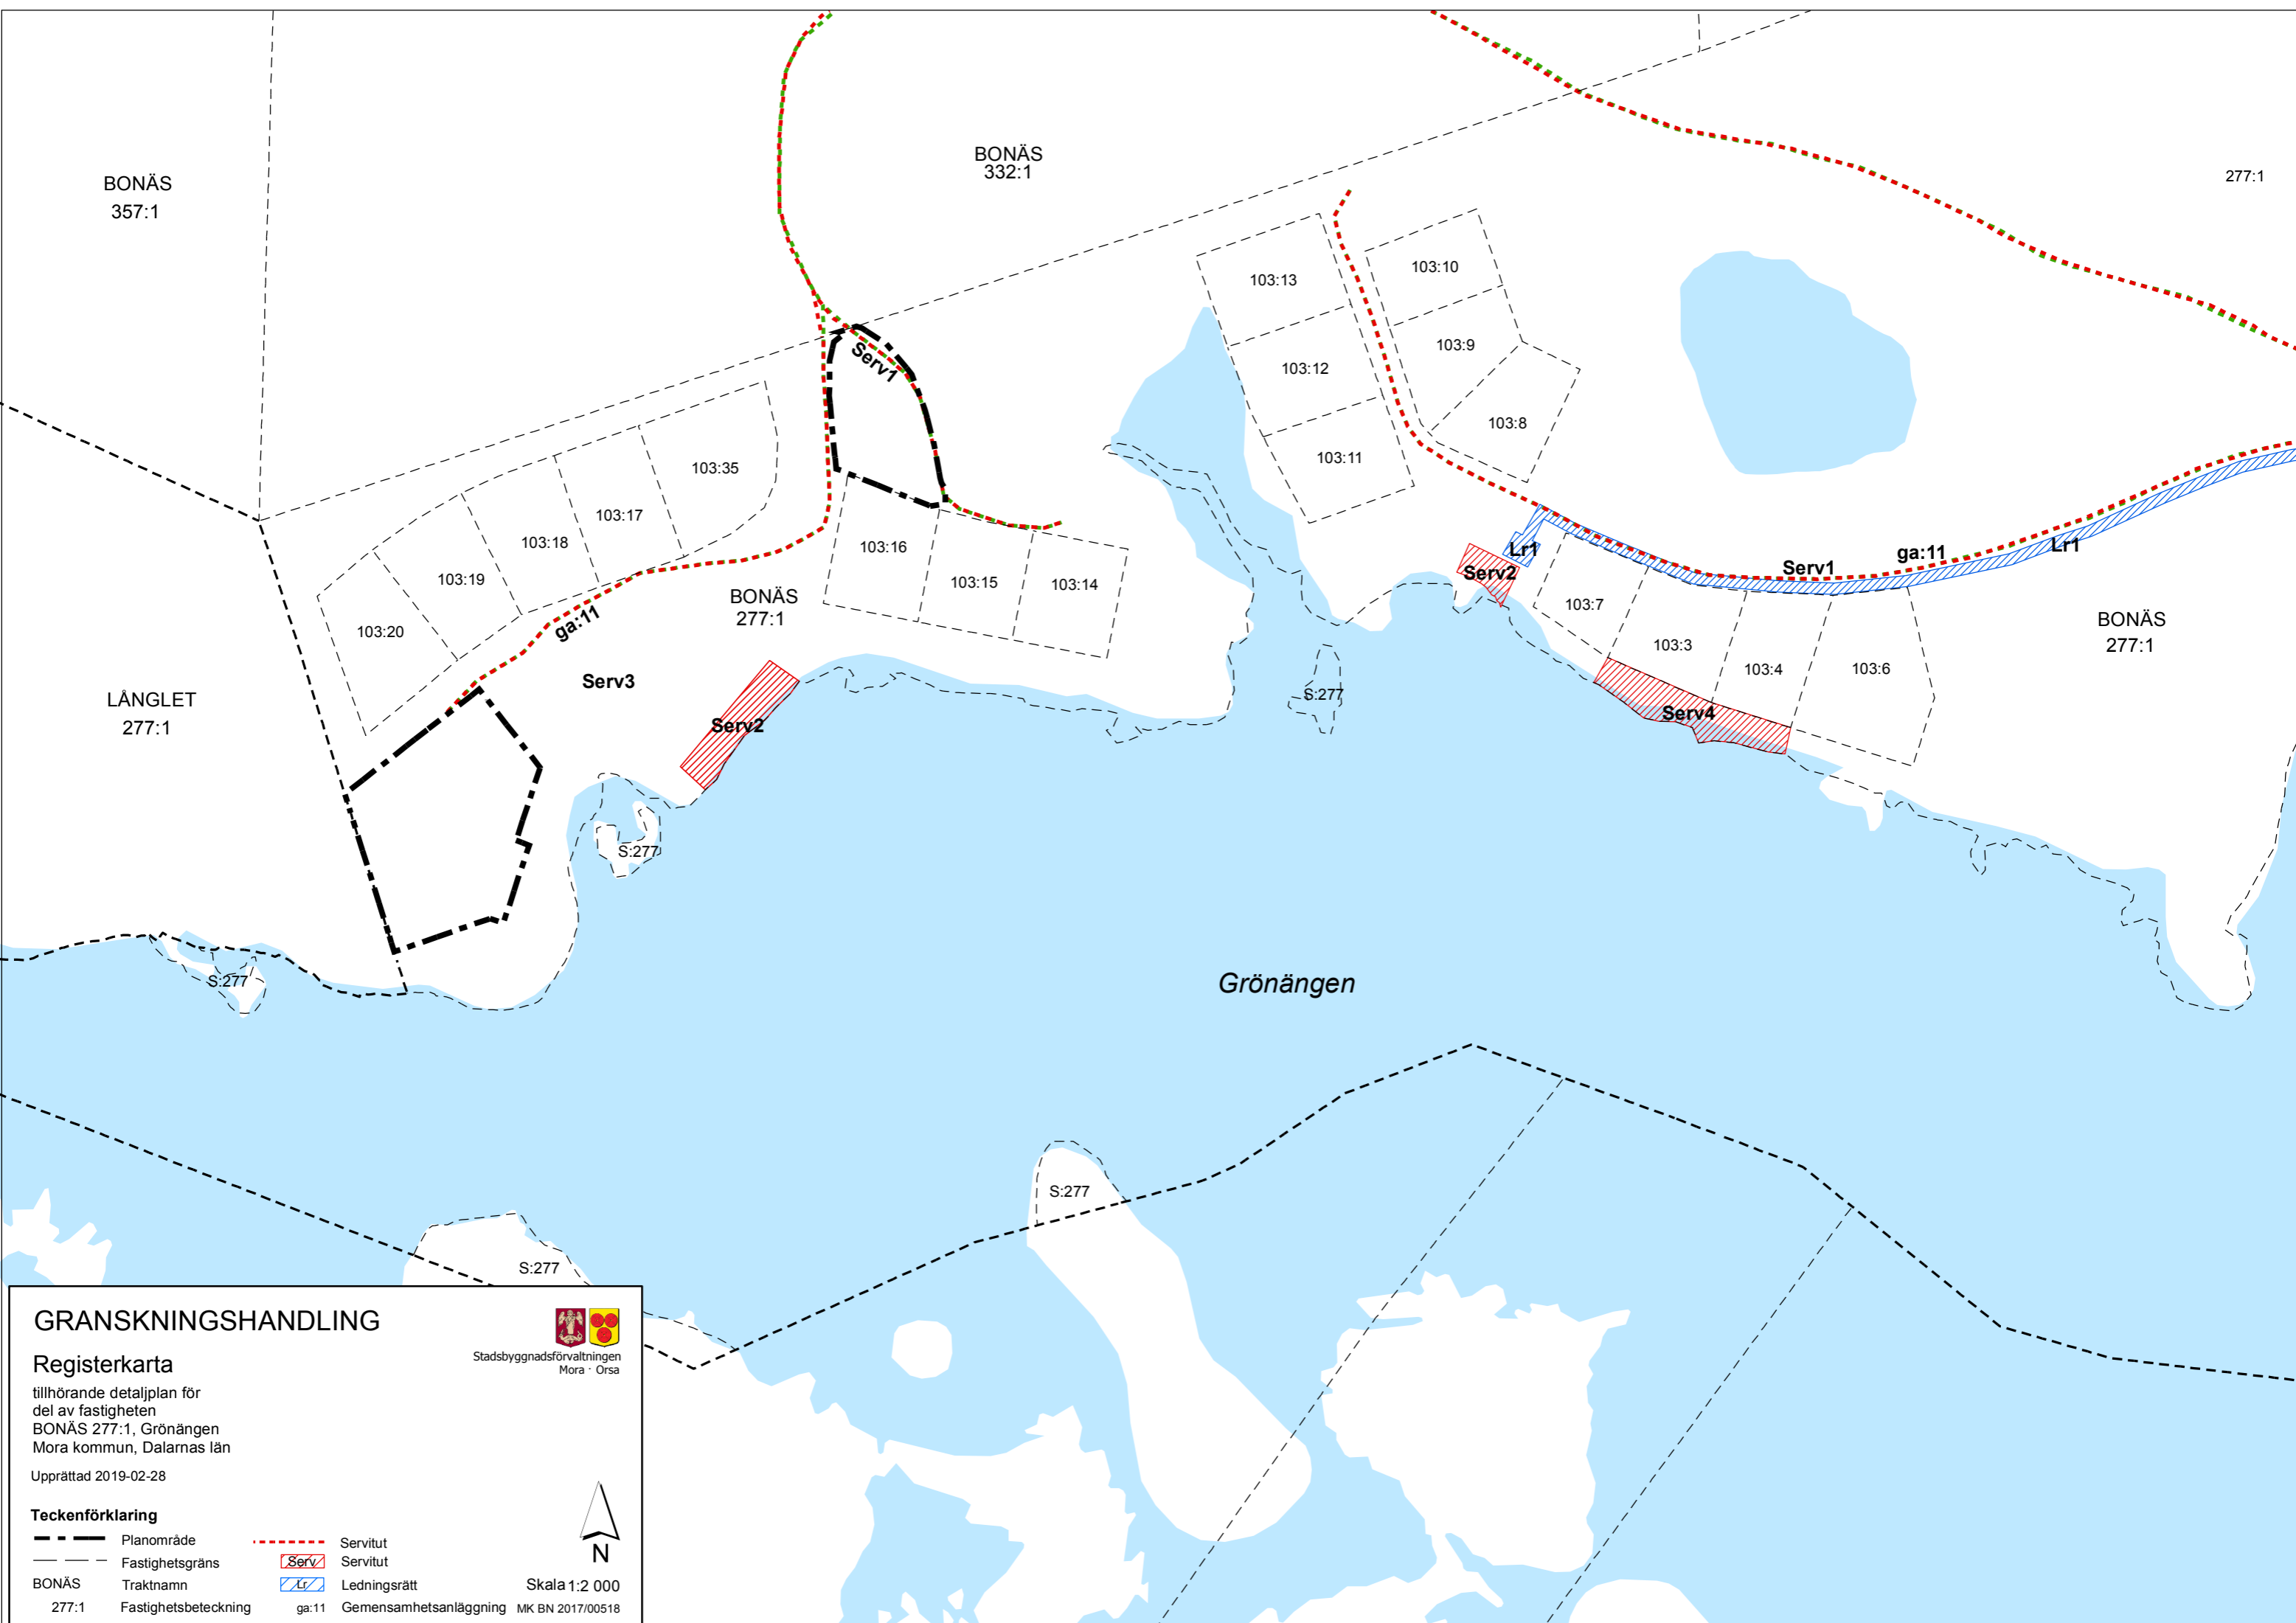 BONÄS
357:1
BONÄS
332:1
277:1
103:13
103:10
103:12
103:9
103:11
103:8
Serv1
103:35
103:17
103:18
103:19
103:20
ga:11
103:16
103:15
103:14
BONÄS
277:1
Serv3
Serv2
LÅNGLET
277:1
Lr1
Serv2
Serv1
ga:11
Lr1
103:7
103:3
103:4
103:6
Serv4
BONÄS
277:1
S:277
S:277
S:277
Grönängen
S:277
S:277
GRANSKNINGSHANDLING
Registerkarta
tillhörande detaljplan för
del av fastigheten
BONÄS 277:1, Grönängen
Mora kommun, Dalarnas län
Upprättad 2019-02-28
Stadsbyggnadsförvaltningen
Mora · Orsa
Teckenförklaring
Planområde
Fastighetsgräns
BONÄS Traktnamn
277:1 Fastighetsbeteckning
Servitut
Serv Servitut
Lr Ledningsrätt
ga:11 Gemensamhetsanläggning
N
Skala 1:2 000
MK BN 2017/00518